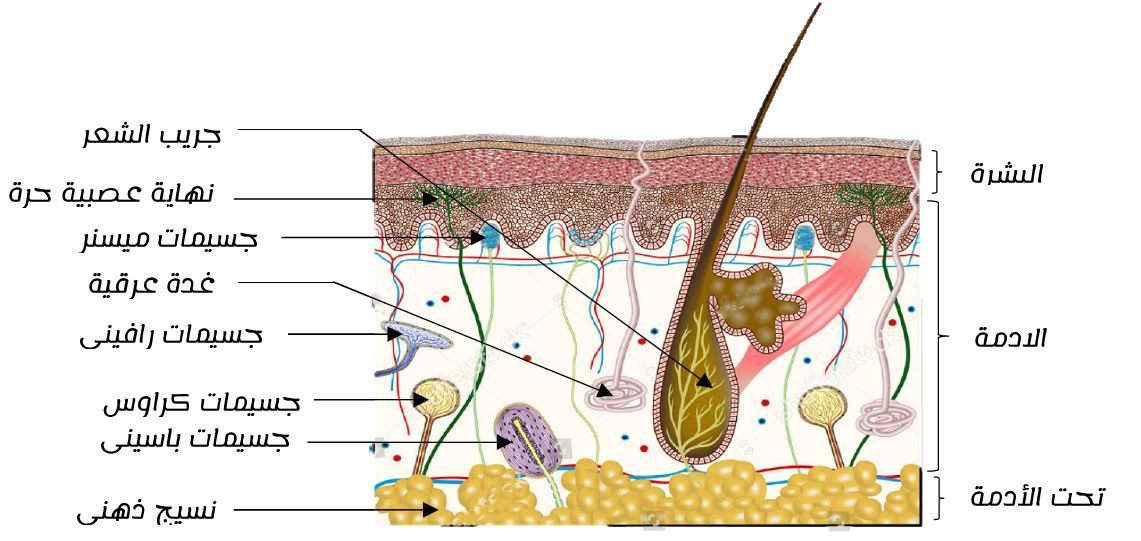 جريب الشعر
نهاية عصبية حرة
جسيمات ميسنر
غدة عرقية
جسيمات رافينى
جسيمات كراوس
جسيمات باسينى
نسيج ذهنى
البشرة
الادمة
تحت الأدمة